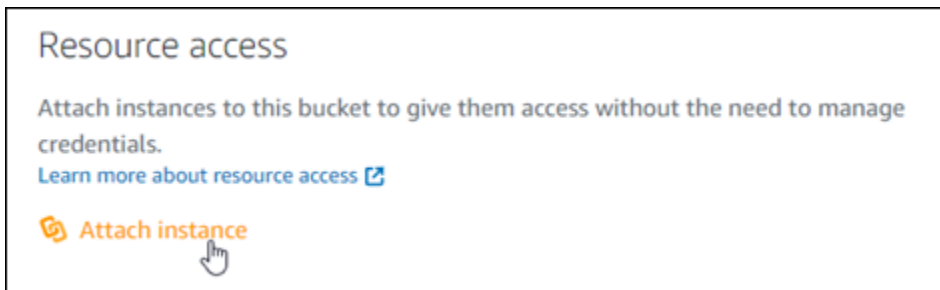 Resource access
Attach instances to this bucket to give them access without the need to manage
credentials.
Learn more about resource access
Attach instance